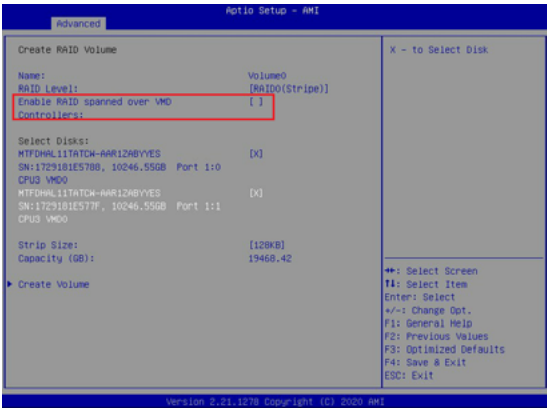 Aptio Setup - AMI
Advanced
Create RAID Volume
Name: Volume0
RAID Level: [RAID0(Stripe)]
Enable RAID spanned over VMD [ ]
Controllers:
Select Disks:
MTFDHAL11TATCW-AAR1ZABYYES [X]
SN:1729181E578B, 10246.55GB Port 1:0
CPU3 VMD0
MTFDHAL11TATCW-AAR1ZABYYES [X]
SN:1729181E577F, 10246.55GB Port 1:1
CPU3 VMD0
Strip Size: [128KB]
Capacity (GB): 19468.42
Create Volume
X - to Select Disk
: Select Screen
: Select Item
Enter: Select
+/-: Change Opt.
F1: General Help
F2: Previous Values
F3: Optimized Defaults
F4: Save & Exit
ESC: Exit
Version 2.21.1278 Copyright (C) 2020 AMI